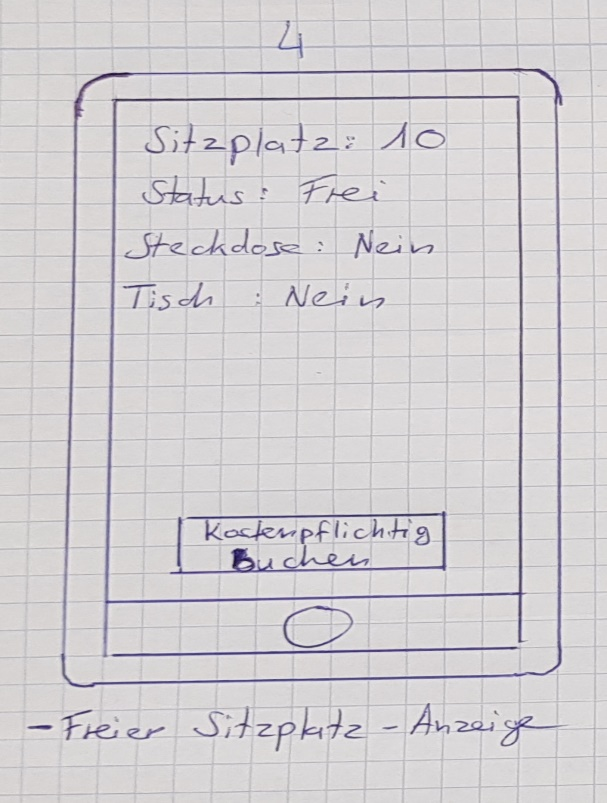 4
Sitzplatz: 10
Status: Frei
Steckdose: Nein
Tisch : Nein
Kostenpflichtig
Buchen
- Freier Sitzplatz - Anzeige